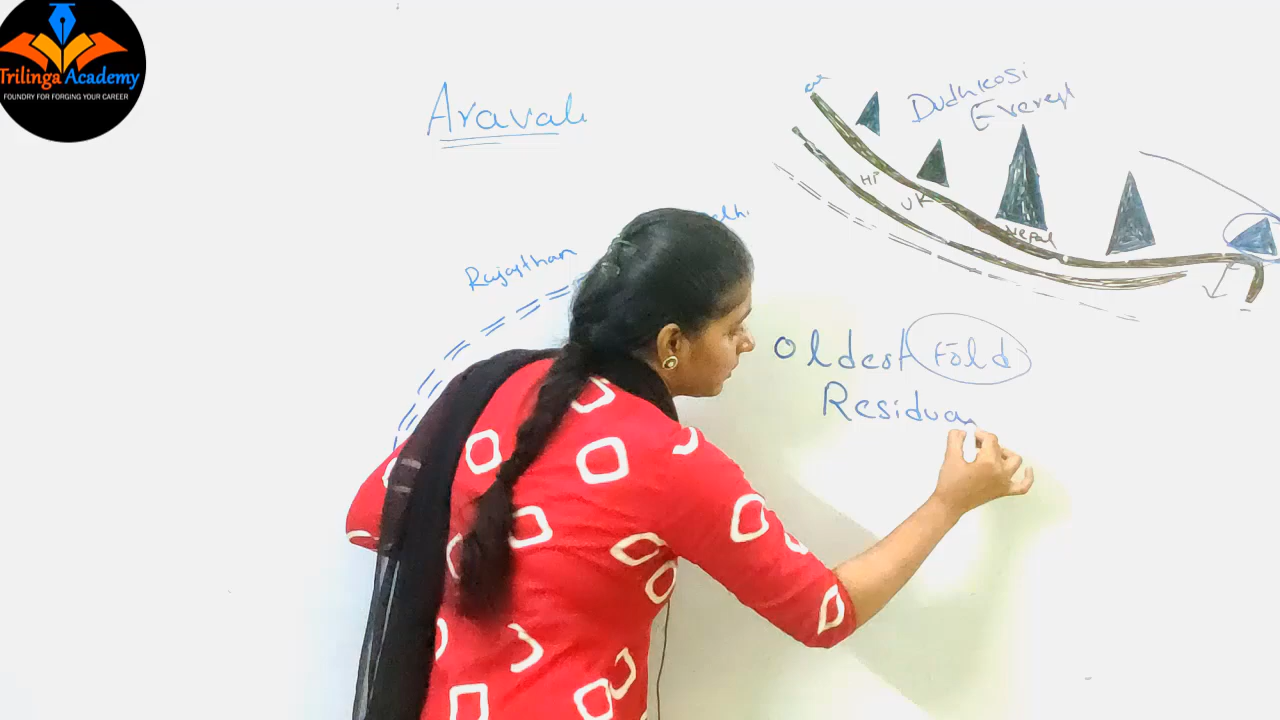 Trilinga Academy
FOUNDRY FOR FORGING YOUR CAREER
Aravali
Rajasthan
Dudhkosi
Everest
HP
UK
Nepal
Oldest Fold
Residua